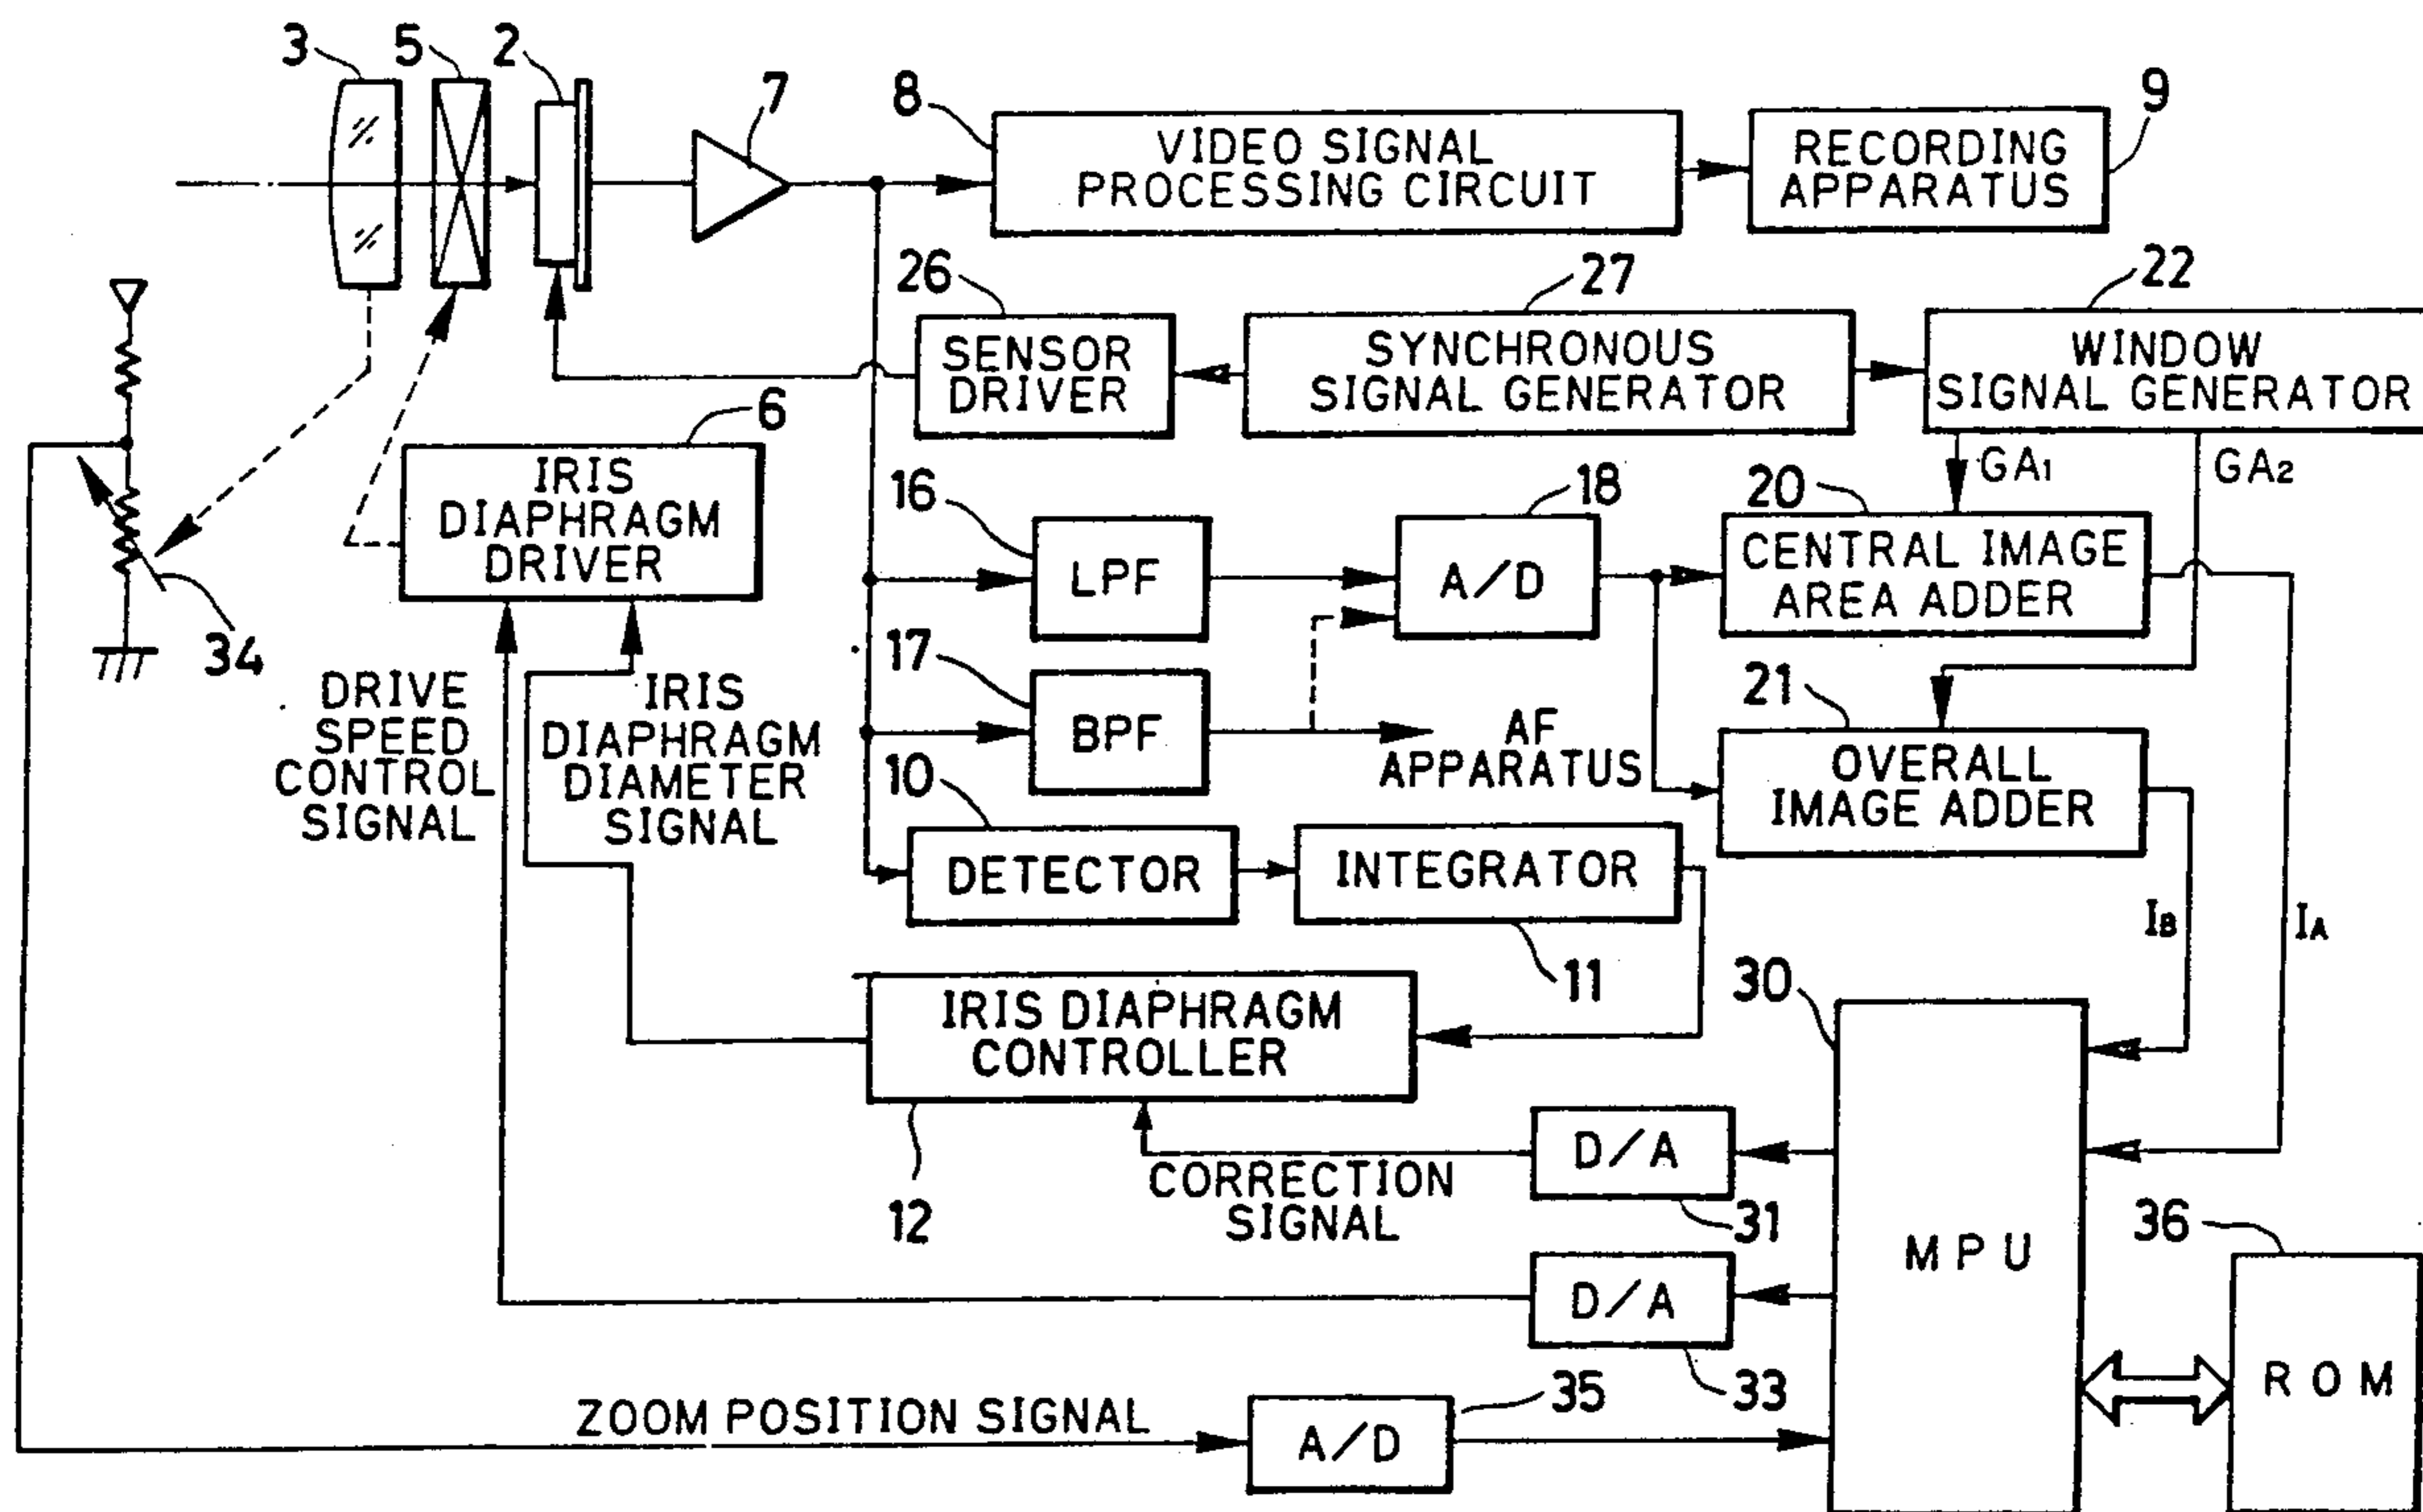 3
5
2
7
8
VIDEO SIGNAL
PROCESSING CIRCUIT
RECORDING
APPARATUS
9
26
SENSOR
DRIVER
27
SYNCHRONOUS
SIGNAL GENERATOR
22
WINDOW
SIGNAL GENERATOR
GA1
GA2
6
IRIS
DIAPHRAGM
DRIVER
34
16
LPF
18
A/D
20
CENTRAL IMAGE
AREA ADDER
17
BPF
AF
APPARATUS
21
OVERALL
IMAGE ADDER
DRIVE
SPEED
CONTROL
SIGNAL
IRIS
DIAPHRAGM
DIAMETER
SIGNAL
10
DETECTOR
INTEGRATOR
11
IB
IA
IRIS DIAPHRAGM
CONTROLLER
12
30
MPU
D/A
31
CORRECTION
SIGNAL
D/A
33
36
ROM
ZOOM POSITION SIGNAL
A/D
35